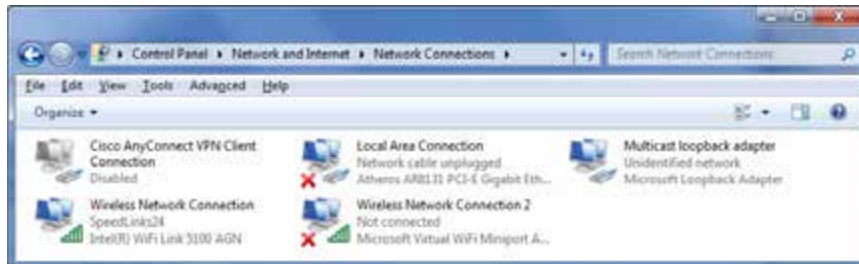 Control Panel ▸ Network and Internet ▸ Network Connections ▸ Search Network Connections
File Edit View Tools Advanced Help
Organize
Cisco AnyConnect VPN Client
Connection
Disabled
Local Area Connection
Network cable unplugged
Atheros AR8131 PCI-E Gigabit Eth...
Multicast loopback adapter
Unidentified network
Microsoft Loopback Adapter
Wireless Network Connection
SpeedLinks24
Intel(R) WiFi Link 5100 AGN
Wireless Network Connection 2
Not connected
Microsoft Virtual WiFi Miniport A...